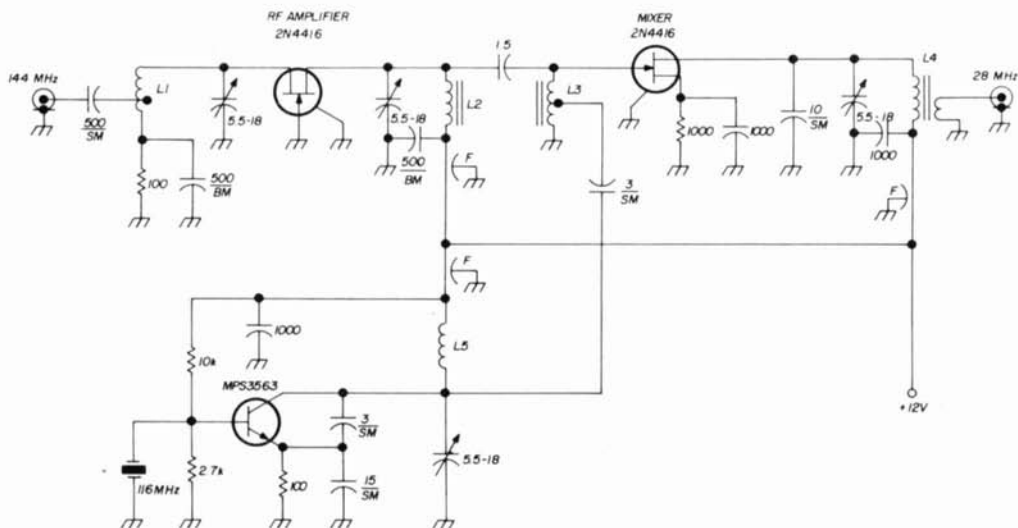 RF AMPLIFIER
2N4416
MIXER
2N4416
144 MHz
500
SM
L1
5.5-18
100
500
BM
5.5-18
500
BM
L2
1.5
L3
F
3
SM
1000
1000
10
SM
5.5-18
1000
L4
28 MHz
F
F
1000
L5
10k
MPS3563
2.7k
116MHz
100
3
SM
15
SM
5.5-18
+12V